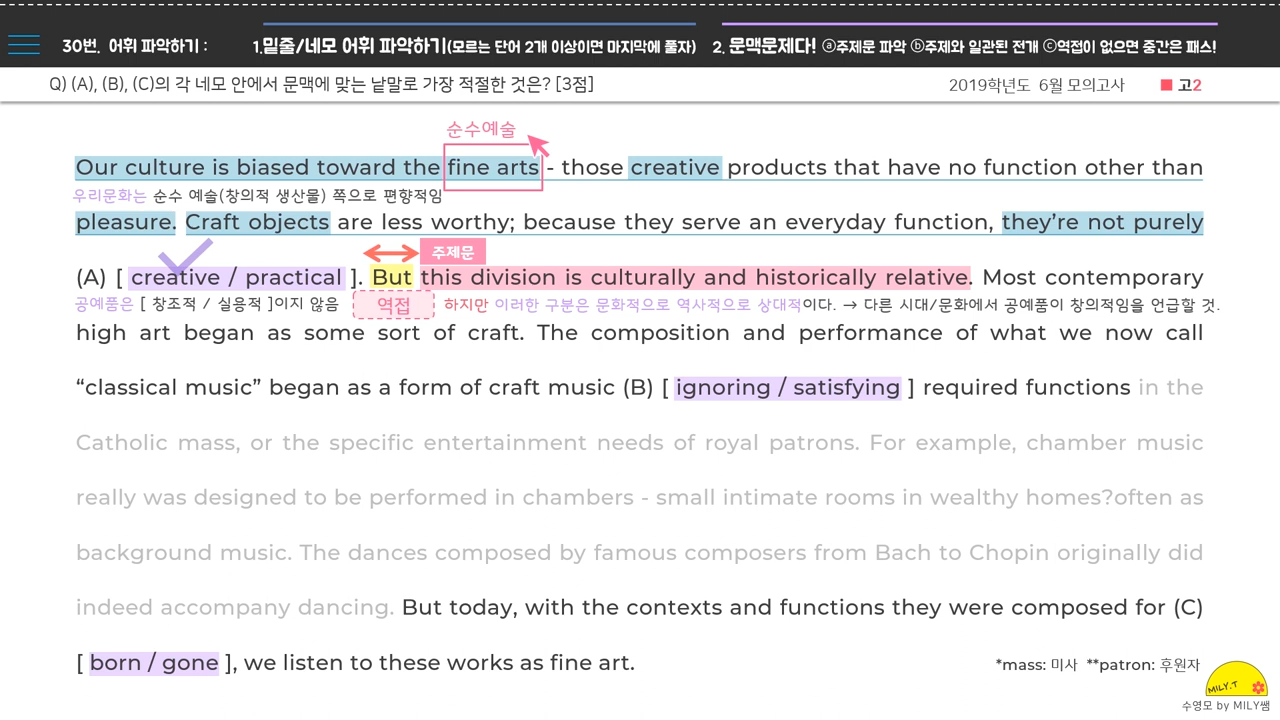 30번. 어휘 파악하기 : 1.밑줄/네모 어휘 파악하기(모르는 단어 2개 이상이면 마지막에 풀자) 2. 문맥문제다! ⓐ주제문 파악 ⓑ주제와 일관된 전개 ⓒ역접이 없으면 중간은 패스!
Q) (A), (B), (C)의 각 네모 안에서 문맥에 맞는 낱말로 가장 적절한 것은? [3점] 2019학년도 6월 모의고사 ■ 고2
순수예술
Our culture is biased toward the fine arts - those creative products that have no function other than
우리문화는 순수 예술(창의적 생산물) 쪽으로 편향적임
pleasure. Craft objects are less worthy; because they serve an everyday function, they’re not purely
주제문
(A) [ creative / practical ]. But this division is culturally and historically relative. Most contemporary
공예품은 [ 창조적 / 실용적 ]이지 않음 역접 하지만 이러한 구분은 문화적으로 역사적으로 상대적이다. → 다른 시대/문화에서 공예품이 창의적임을 언급할 것.
high art began as some sort of craft. The composition and performance of what we now call
“classical music” began as a form of craft music (B) [ ignoring / satisfying ] required functions in the
Catholic mass, or the specific entertainment needs of royal patrons. For example, chamber music
really was designed to be performed in chambers - small intimate rooms in wealthy homes?often as
background music. The dances composed by famous composers from Bach to Chopin originally did
indeed accompany dancing. But today, with the contexts and functions they were composed for (C)
[ born / gone ], we listen to these works as fine art.
*mass: 미사 **patron: 후원자
MILY.T
수영모 by MILY쌤